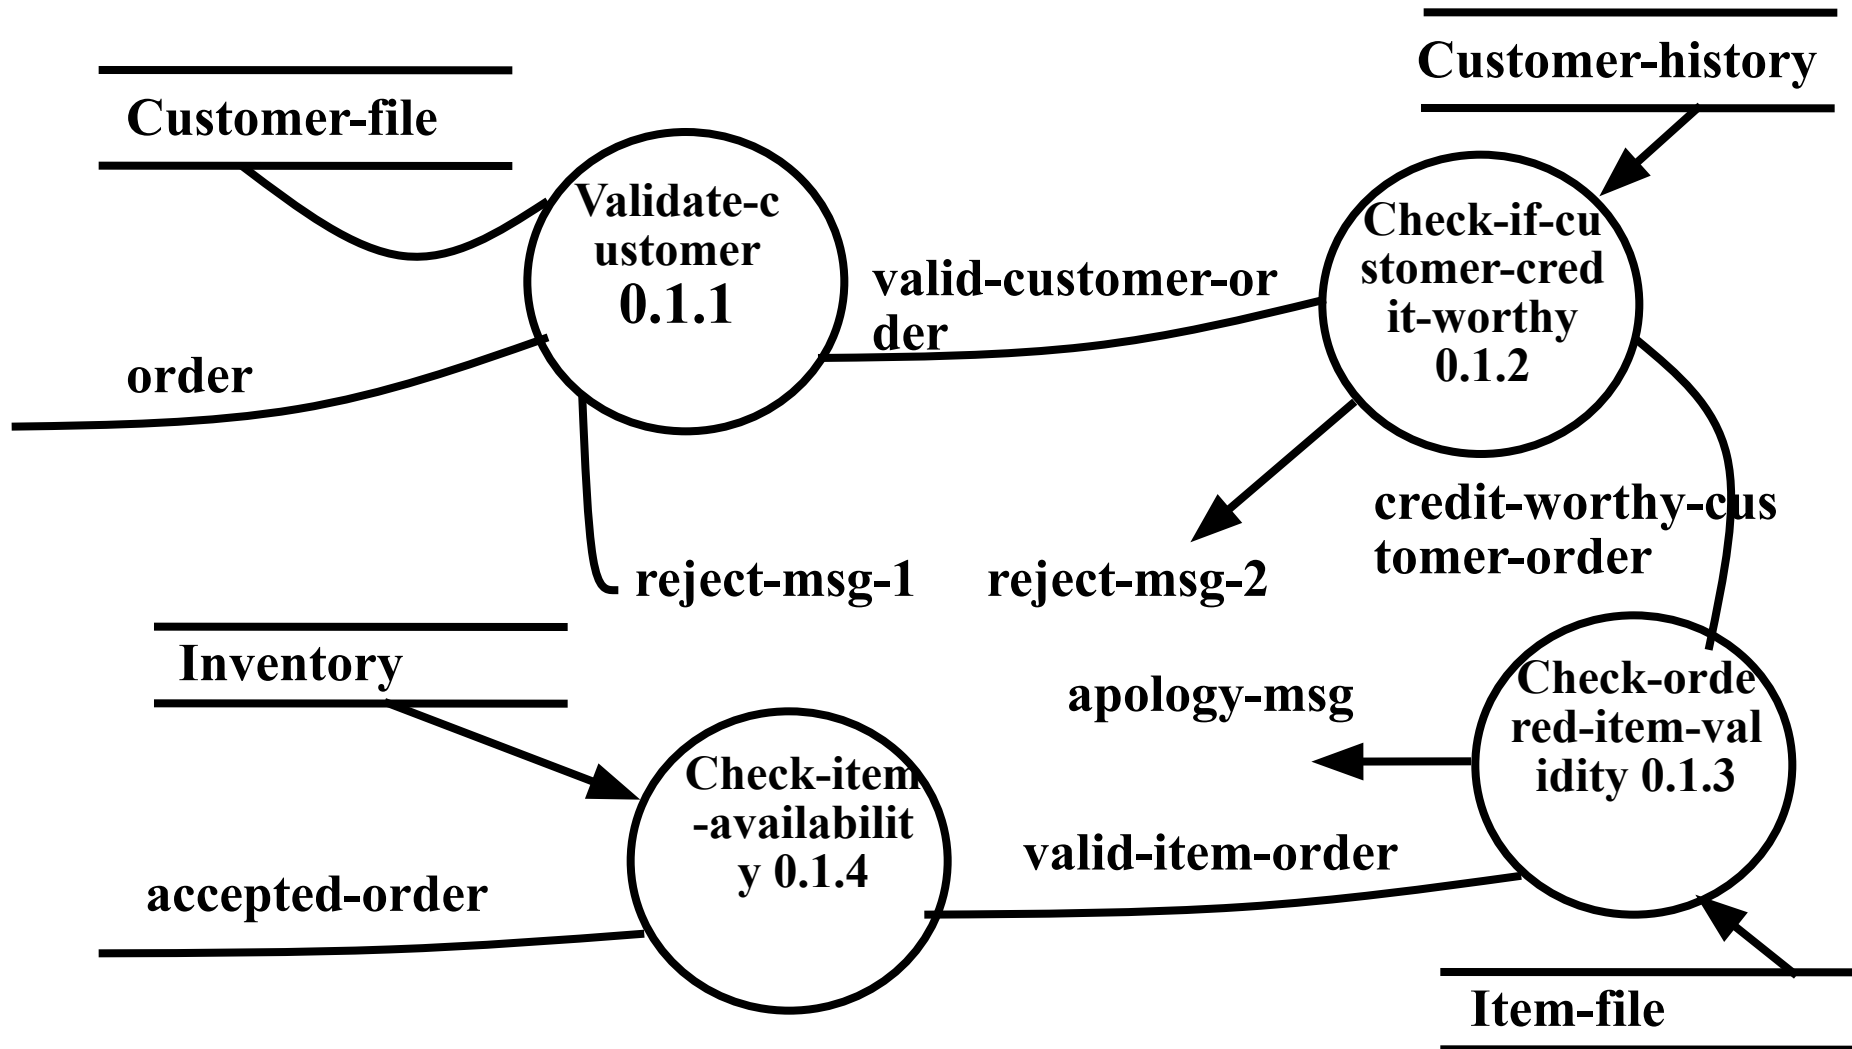 Customer-history
Customer-file
Validate-c
ustomer
0.1.1
Check-if-cu
stomer-cred
it-worthy
0.1.2
valid-customer-or
der
order
credit-worthy-cus
tomer-order
reject-msg-1
reject-msg-2
Inventory
apology-msg
Check-orde
red-item-val
idity 0.1.3
Check-item
-availabilit
y 0.1.4
valid-item-order
accepted-order
Item-file